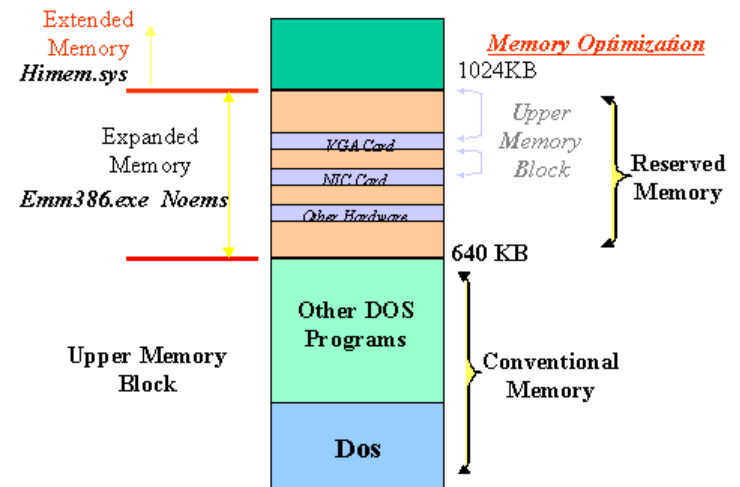 Extended
Memory
Himem.sys
Memory Optimization
1024KB
Expanded
Memory
Emm386.exe Noems
VGA Card
NIC Card
Other Hardware
Upper
Memory
Block
Reserved
Memory
640 KB
Other DOS
Programs
Upper Memory
Block
Conventional
Memory
Dos